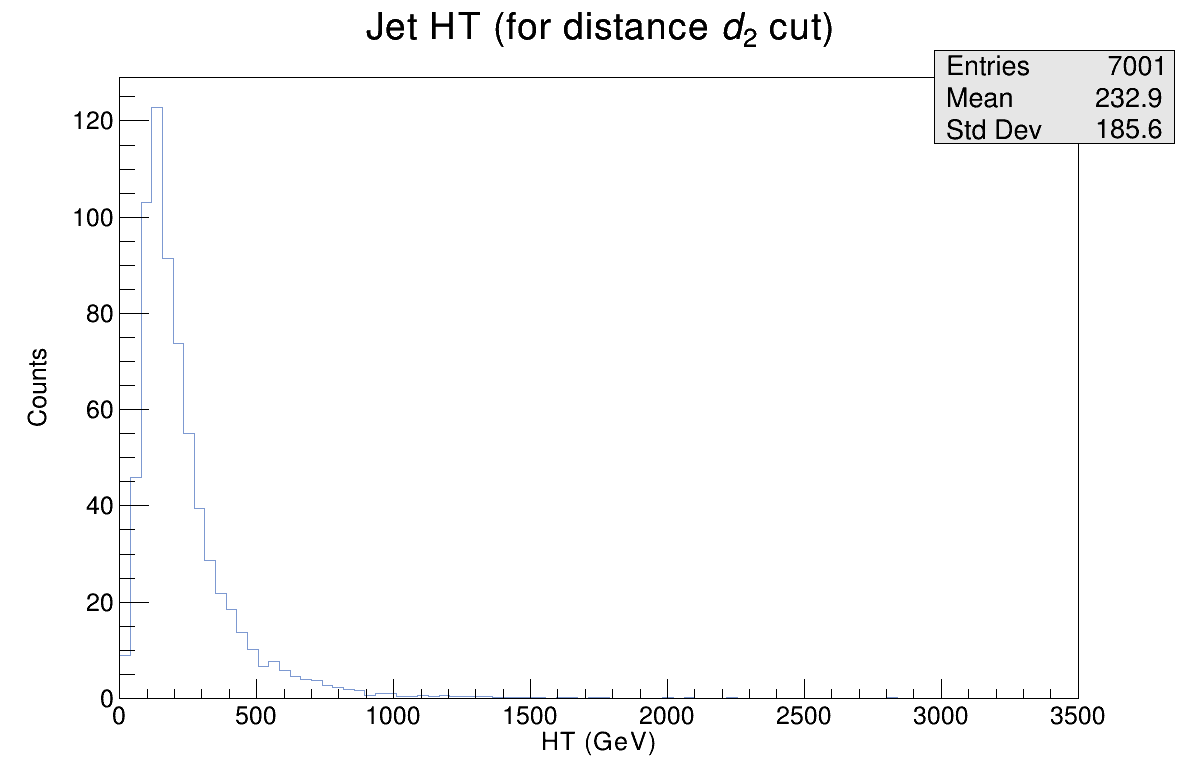 Jet HT (for distance d₂ cut)
Entries 7001
Mean 232.9
Std Dev 185.6
120
100
80
60
40
20
0
Counts
0 500 1000 1500 2000 2500 3000 3500
HT (GeV)